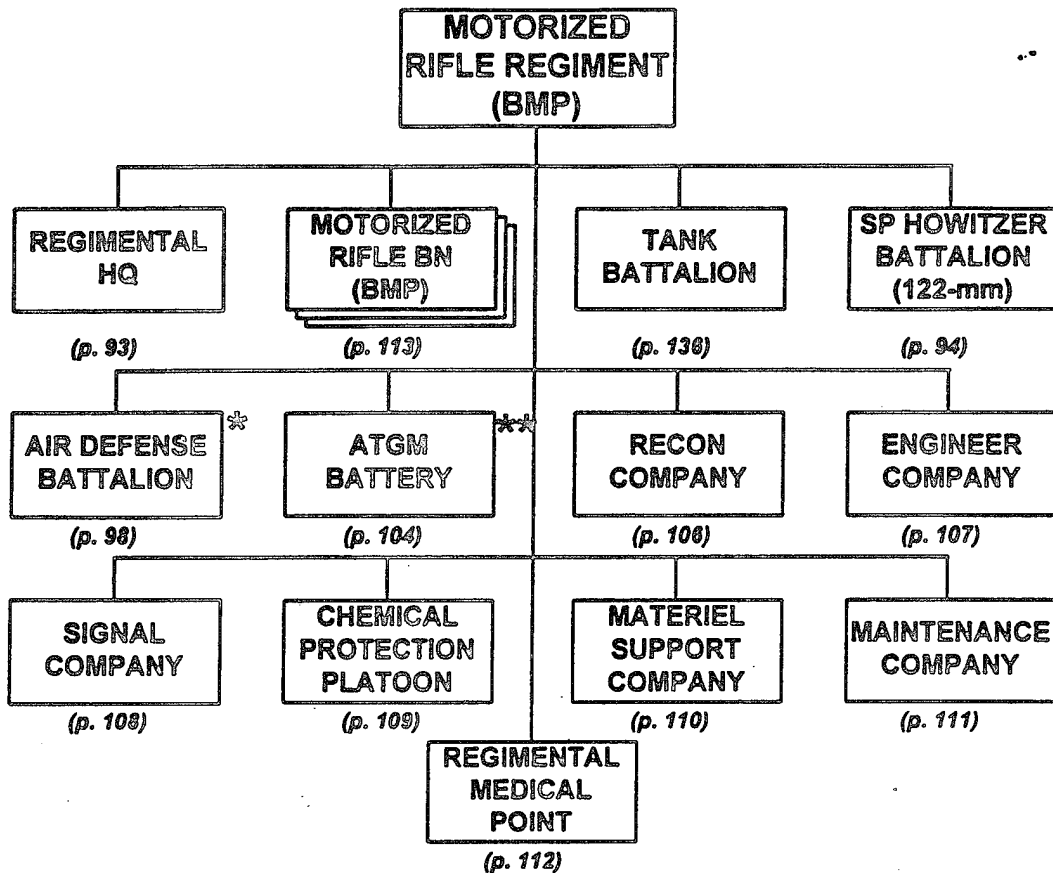 MOTORIZED
RIFLE REGIMENT
(BMP)
REGIMENTAL
HQ
(p. 93)
MOTORIZED
RIFLE BN
(BMP)
(p. 113)
TANK
BATTALION
(p. 136)
SP HOWITZER
BATTALION
(122-mm)
(p. 94)
AIR DEFENSE
BATTALION
*
(p. 98)
ATGM
BATTERY
**
(p. 104)
RECON
COMPANY
(p. 106)
ENGINEER
COMPANY
(p. 107)
SIGNAL
COMPANY
(p. 108)
CHEMICAL
PROTECTION
PLATOON
(p. 109)
MATERIEL
SUPPORT
COMPANY
(p. 110)
MAINTENANCE
COMPANY
(p. 111)
REGIMENTAL
MEDICAL
POINT
(p. 112)